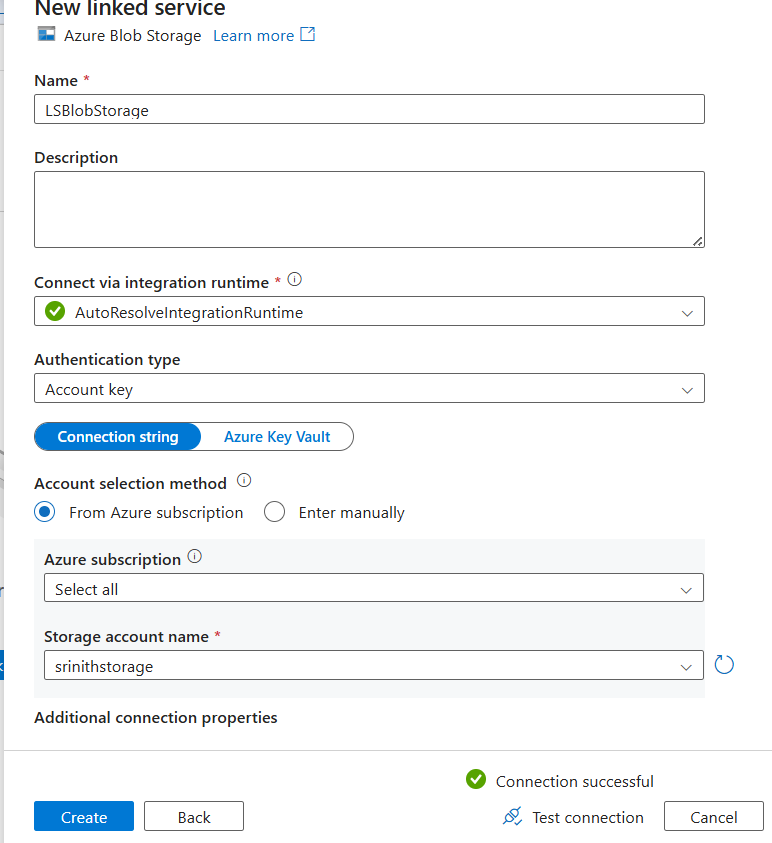 New linked service
Azure Blob Storage Learn more
Name *
LSBlobStorage
Description
Connect via integration runtime *
AutoResolveIntegrationRuntime
Authentication type
Account key
Connection string Azure Key Vault
Account selection method
From Azure subscription Enter manually
Azure subscription
Select all
Storage account name *
srinithstorage
Additional connection properties
Connection successful
Create Back Test connection Cancel